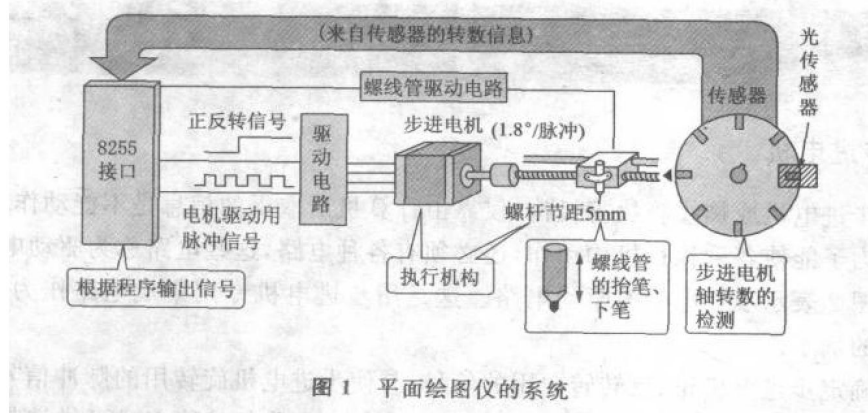 (来自传感器的转数信息)
光传感器
螺线管驱动电路
传感器
8255
接口
正反转信号
驱动电路
步进电机
(1.8°/脉冲)
电机驱动用
脉冲信号
螺杆节距5mm
根据程序输出信号
执行机构
螺线管
的抬笔、
下笔
步进电机
轴转数的
检测
图 1 平面绘图仪的系统